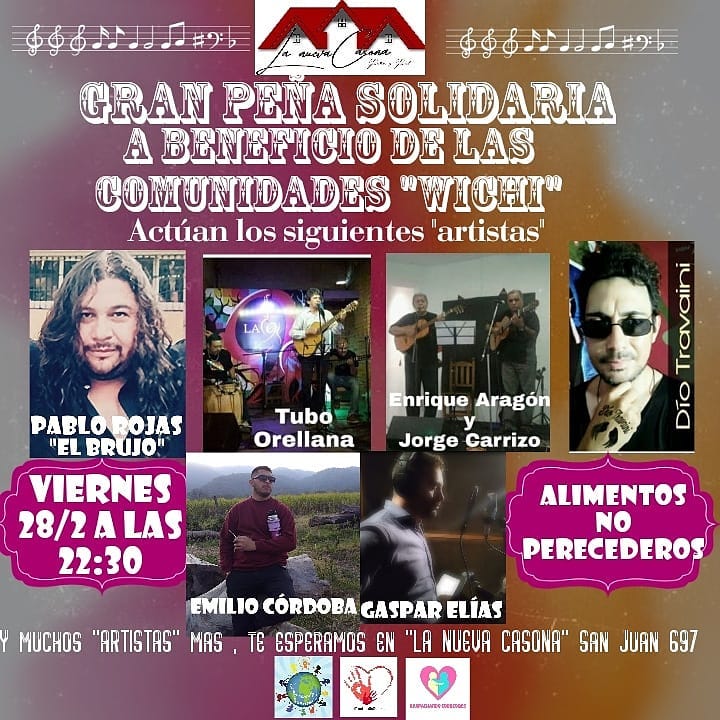 La nueva Casona
GRAN PEÑA SOLIDARIA
A BENEFICIO DE LAS
COMUNIDADES "WICHI"
Actúan los siguientes "artistas"
PABLO ROJAS
"EL BRUJO"
Tubo
Orellana
Enrique Aragón
y
Jorge Carrizo
Dío Travaini
VIERNES
28/2 A LAS
22:30
EMILIO CÓRDOBA
GASPAR ELÍAS
ALIMENTOS
NO
PERECEDEROS
Y MUCHOS "ARTISTAS" MAS , TE ESPERAMOS EN "LA NUEVA CASONA" SAN JUAN 697